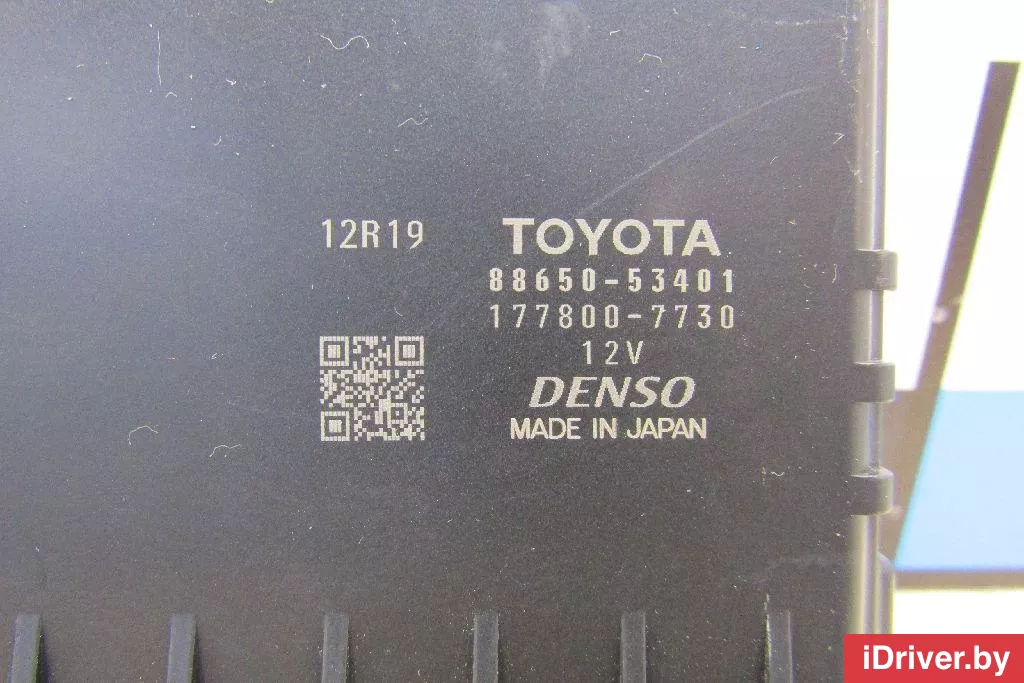 12R19
TOYOTA
88650-53401
177800-7730
12V
DENSO
MADE IN JAPAN
iDriver.by